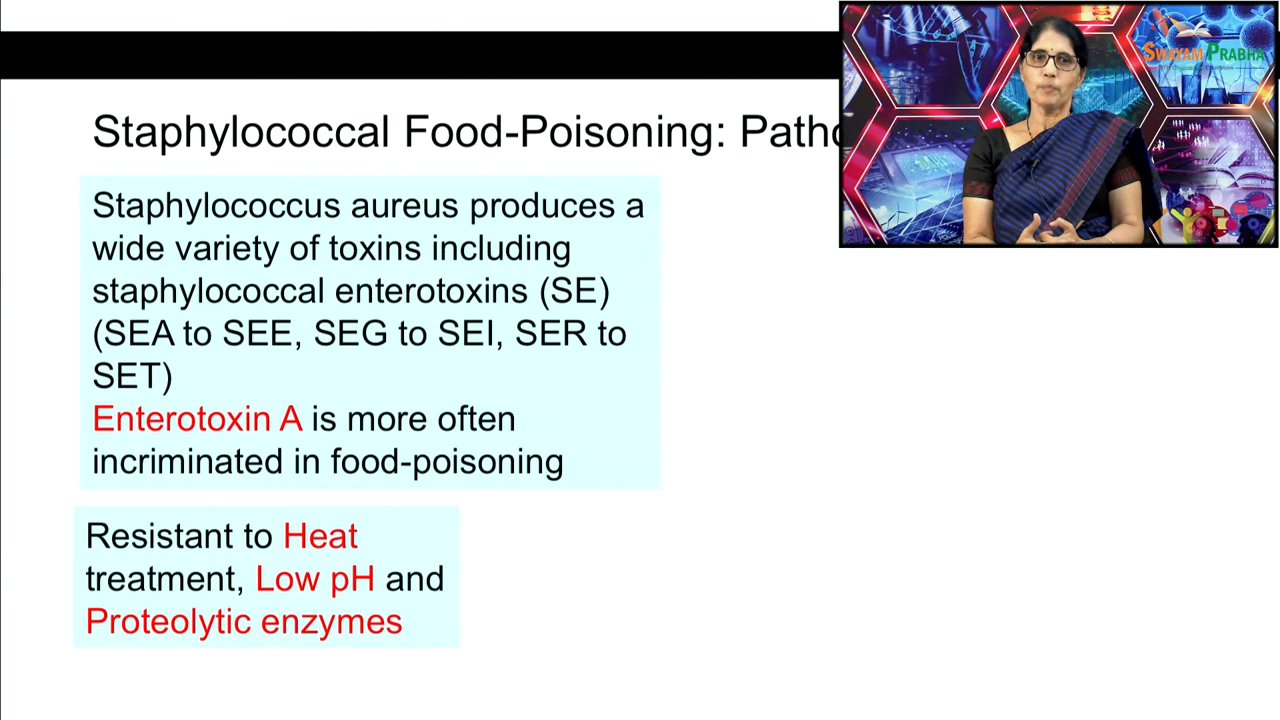 SWAYAM PRABHA
Staphylococcal Food-Poisoning:
Staphylococcus aureus produces a
wide variety of toxins including
staphylococcal enterotoxins (SE)
(SEA to SEE, SEG to SEI, SER to
SET)
Enterotoxin A is more often
incriminated in food-poisoning
Resistant to Heat
treatment, Low pH and
Proteolytic enzymes